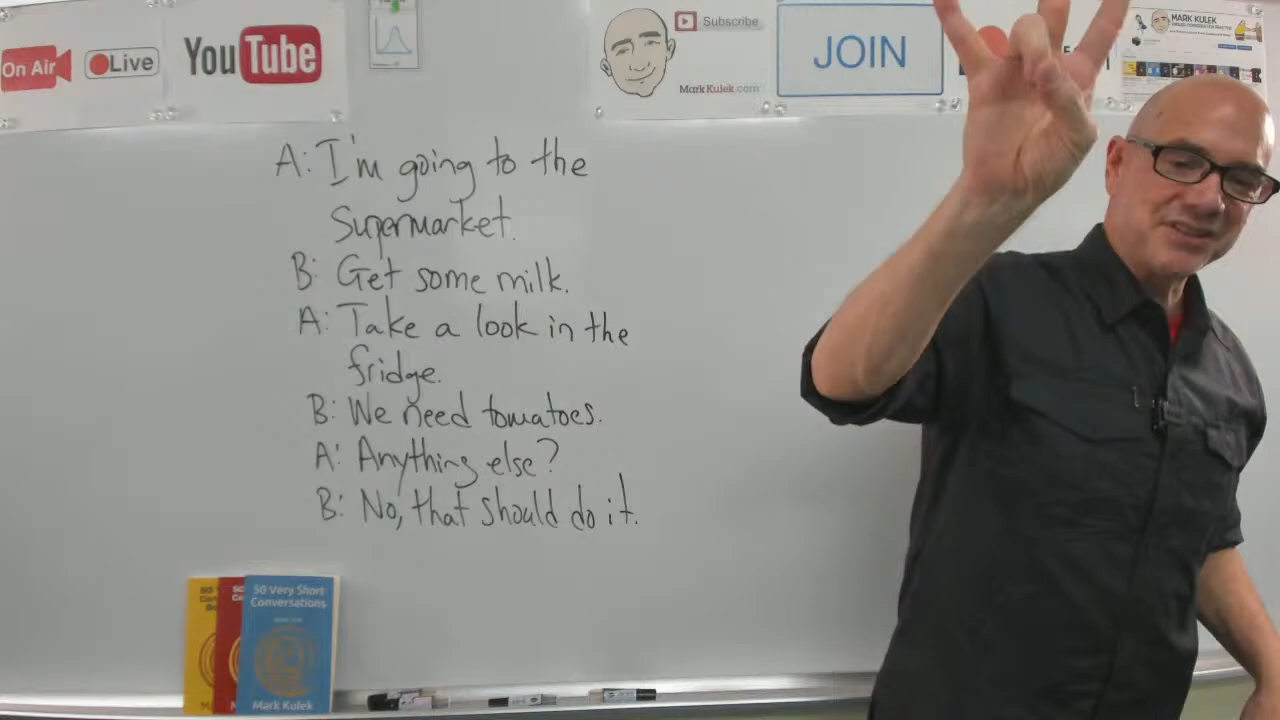 On Air
Live
YouTube
Subscribe
MarkKulek.com
JOIN
MARK KULEK
A: I'm going to the
supermarket.
B: Get some milk.
A: Take a look in the
fridge.
B: We need tomatoes.
A: Anything else?
B: No, that should do it.
50 Very Short
Conversations
Mark Kulek